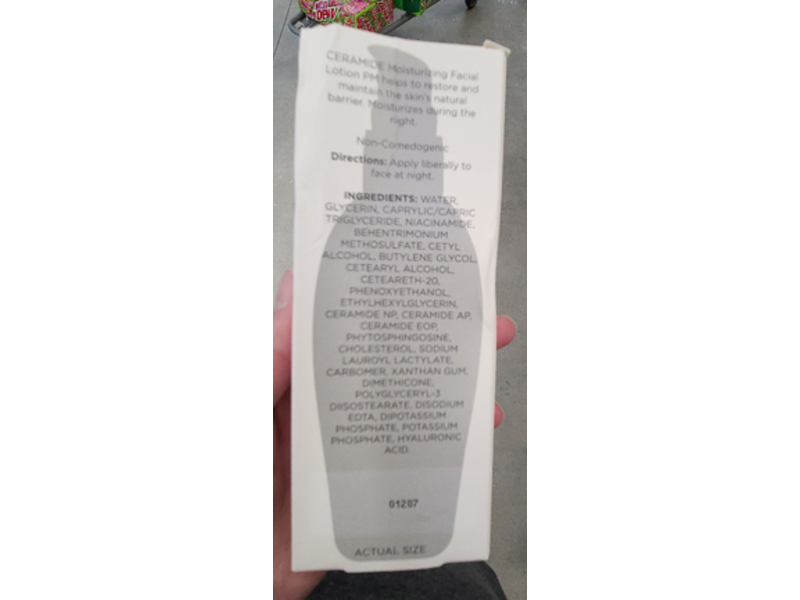 CERAMIDE Moisturizing Facial
Lotion PM helps to restore and
maintain the skin's natural
barrier. Moisturizes during the
night.
Non-Comedogenic
Directions: Apply liberally to
face at night.
INGREDIENTS: WATER,
GLYCERIN, CAPRYLIC/CAPRIC
TRIGLYCERIDE, NIACINAMIDE,
BEHENTRIMONIUM
METHOSULFATE, CETYL
ALCOHOL, BUTYLENE GLYCOL,
CETEARYL ALCOHOL,
CETEARETH-20,
PHENOXYETHANOL,
ETHYLHEXYLGLYCERIN,
CERAMIDE NP, CERAMIDE AP,
CERAMIDE EOP,
PHYTOSPHINGOSINE,
CHOLESTEROL, SODIUM
LAUROYL LACTYLATE,
CARBOMER, XANTHAN GUM,
DIMETHICONE,
POLYGLYCERYL-3
DIISOSTEARATE, DISODIUM
EDTA, DIPOTASSIUM
PHOSPHATE, POTASSIUM
PHOSPHATE, HYALURONIC
ACID.
01207
ACTUAL SIZE